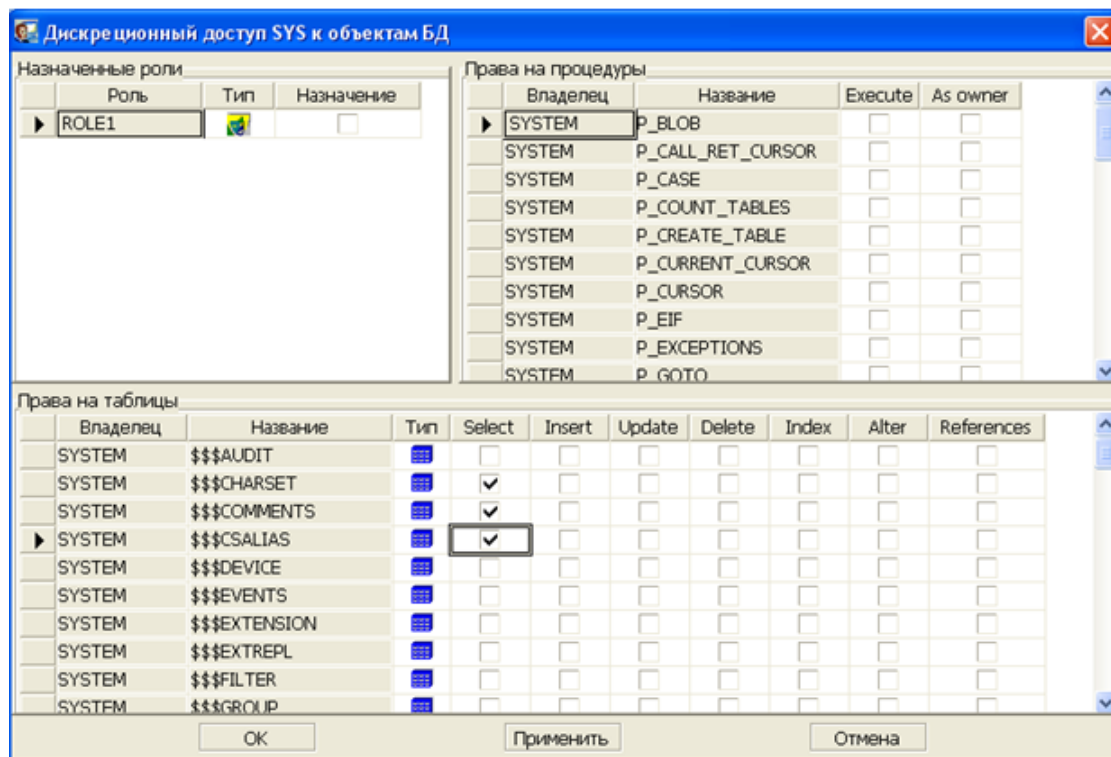 Дискреционный доступ SYS к объектам БД
Назначенные роли
Роль Тип Назначение
ROLE1
Права на процедуры
Владелец Название Execute As owner
SYSTEM P_BLOB
SYSTEM P_CALL_RET_CURSOR
SYSTEM P_CASE
SYSTEM P_COUNT_TABLES
SYSTEM P_CREATE_TABLE
SYSTEM P_CURRENT_CURSOR
SYSTEM P_CURSOR
SYSTEM P_EIF
SYSTEM P_EXCEPTIONS
SYSTEM P_GOTO
Права на таблицы
Владелец Название Тип Select Insert Update Delete Index Alter References
SYSTEM $$$AUDIT
SYSTEM $$$CHARSET
SYSTEM $$$COMMENTS
SYSTEM $$$CSALIAS
SYSTEM $$$DEVICE
SYSTEM $$$EVENTS
SYSTEM $$$EXTENSION
SYSTEM $$$EXTREPL
SYSTEM $$$FILTER
SYSTEM $$$GROUP
OK Применить Отмена